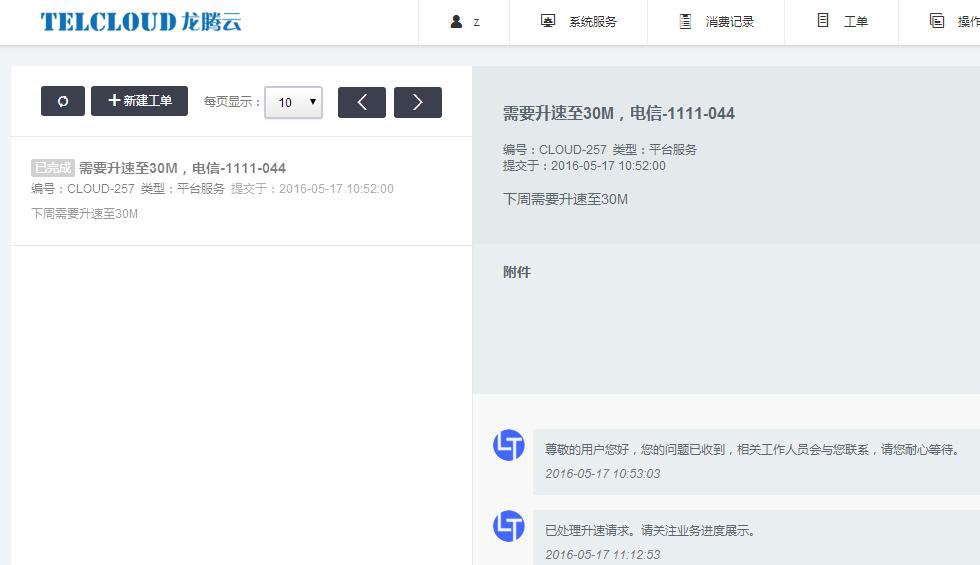 TELCLOUD 龙腾云
z
系统服务
消费记录
工单
操作
新建工单
每页显示：
10
已完成 需要升速至30M，电信-1111-044
编号：CLOUD-257 类型：平台服务 提交于：2016-05-17 10:52:00
下周需要升速至30M
需要升速至30M，电信-1111-044
编号：CLOUD-257 类型：平台服务
提交于：2016-05-17 10:52:00
下周需要升速至30M
附件
LT
尊敬的用户您好，您的问题已收到，相关工作人员会与您联系，请您耐心等待。
2016-05-17 10:53:03
LT
已处理升速请求。请关注业务进度展示。
2016-05-17 11:12:53